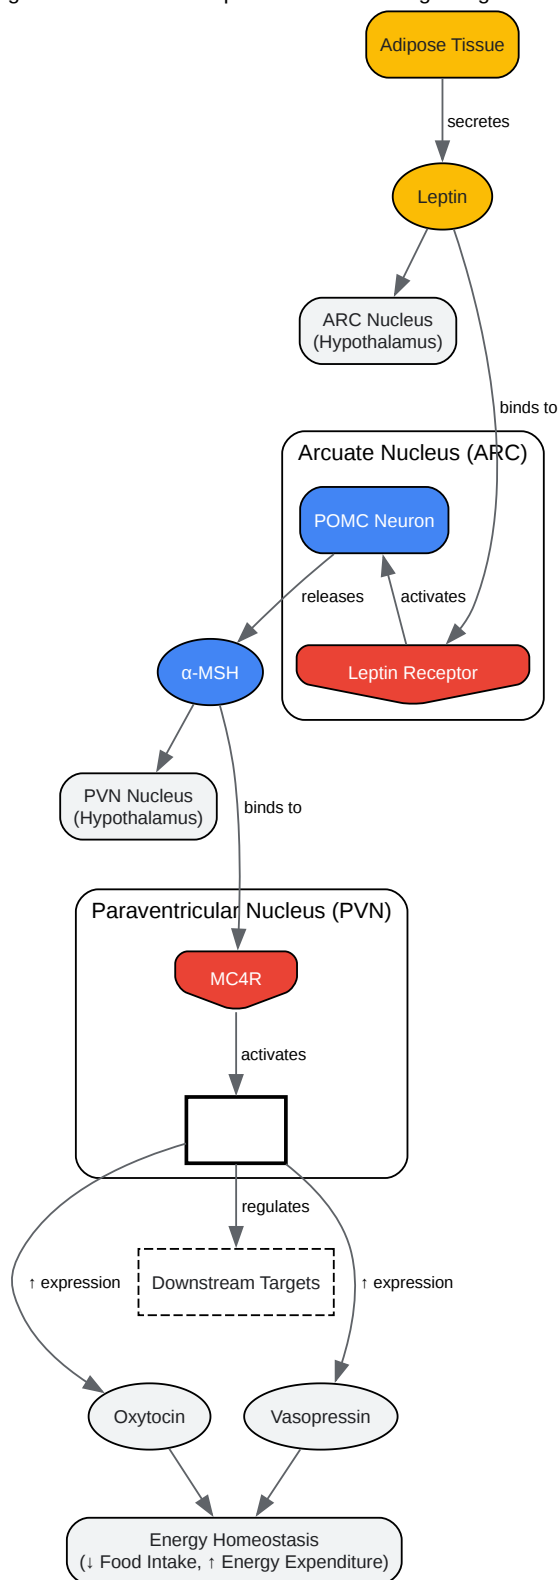 Adipose Tissue
secretes
Leptin
ARC Nucleus
(Hypothalamus)
binds to
Arcuate Nucleus (ARC)
POMC Neuron
releases
activates
α-MSH
Leptin Receptor
PVN Nucleus
(Hypothalamus)
binds to
Paraventricular Nucleus (PVN)
MC4R
activates
regulates
↑ expression
Downstream Targets
↑ expression
Oxytocin
Vasopressin
Energy Homeostasis
(↓ Food Intake, ↑ Energy Expenditure)